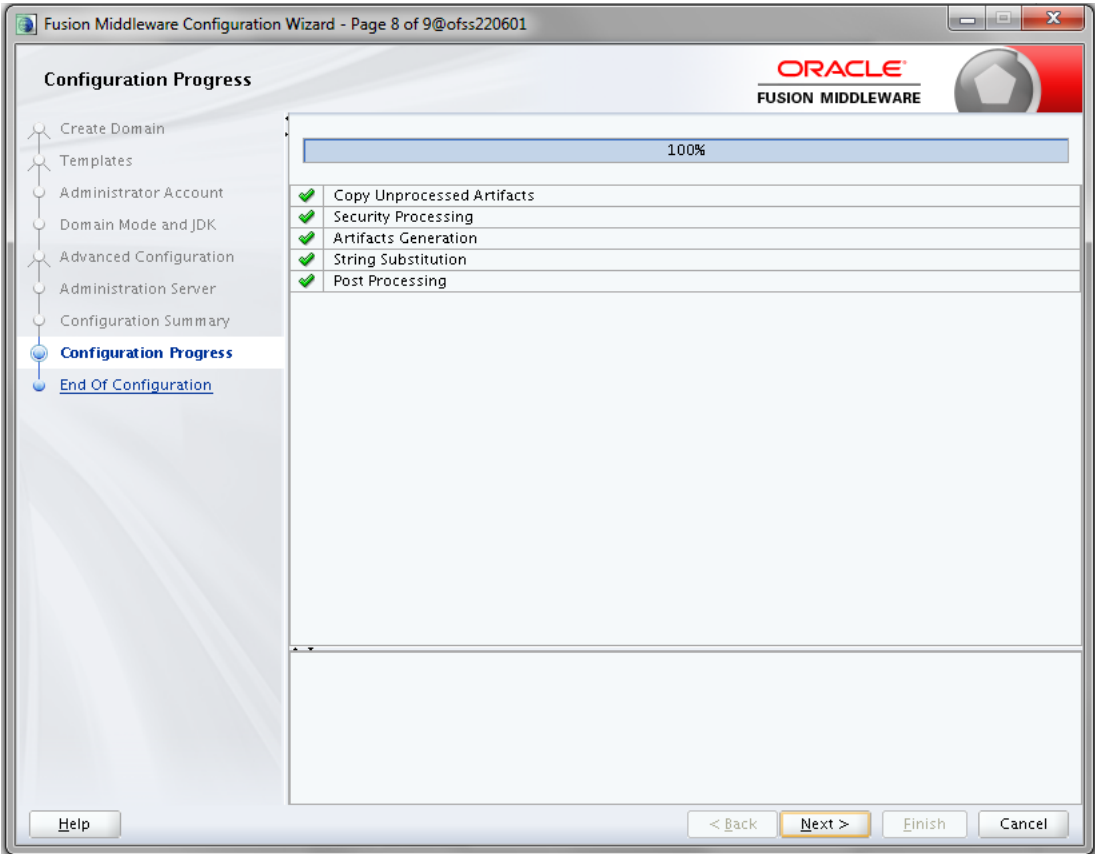 Fusion Middleware Configuration Wizard - Page 8 of 9@ofss220601
Configuration Progress
ORACLE
FUSION MIDDLEWARE
Create Domain
Templates
Administrator Account
Domain Mode and JDK
Advanced Configuration
Administration Server
Configuration Summary
Configuration Progress
End Of Configuration
100%
Copy Unprocessed Artifacts
Security Processing
Artifacts Generation
String Substitution
Post Processing
Help
< Back
Next >
Finish
Cancel